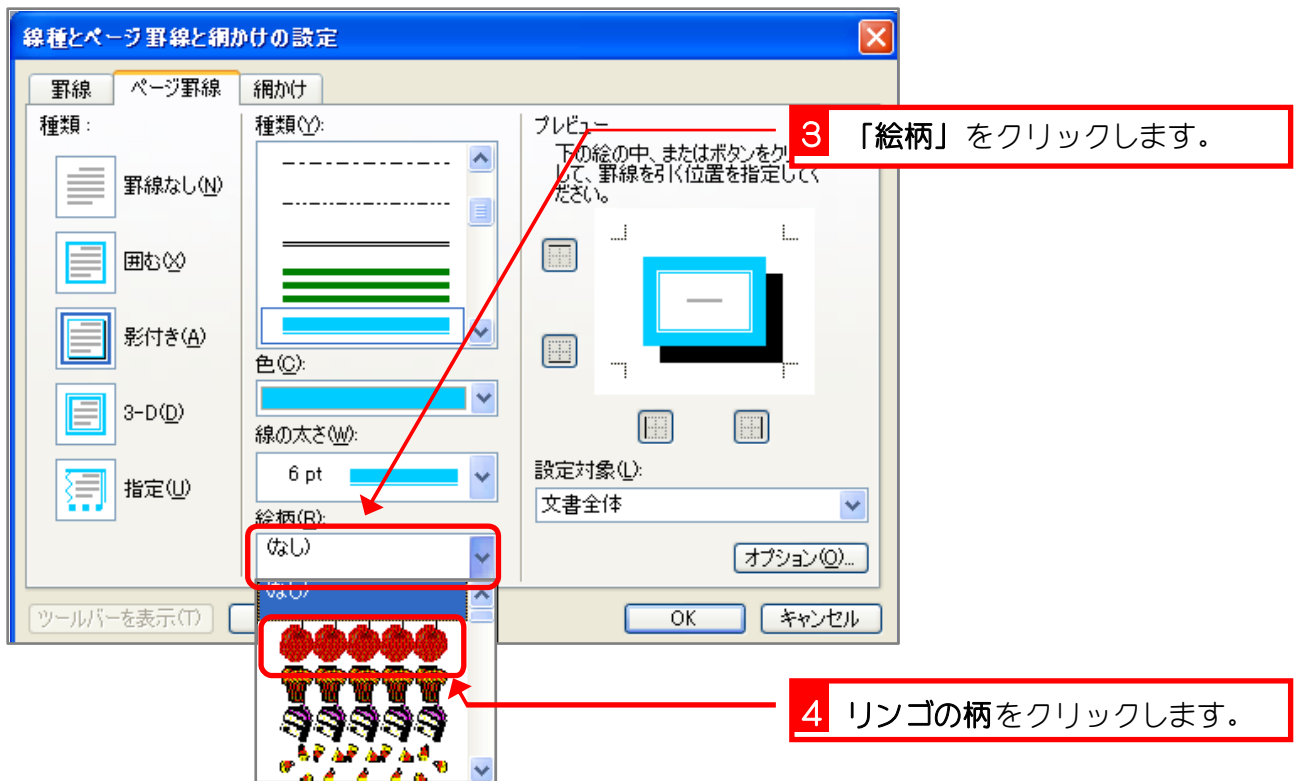 線種とページ罫線と網かけの設定
罫線 ページ罫線 網かけ
種類:
罫線なし(N)
囲む(X)
影付き(A)
3-D(D)
指定(U)
種類(Y):
色(C):
線の太さ(W):
6 pt
絵柄(R):
(なし)
(なし)
プレビュー
下の絵の中、またはボタンをクリ
して、罫線を引く位置を指定してく
ださい。
設定対象(L):
文書全体
オプション(O)...
ツールバーを表示(T)
OK
キャンセル
3 「絵柄」をクリックします。
4 リンゴの柄をクリックします。